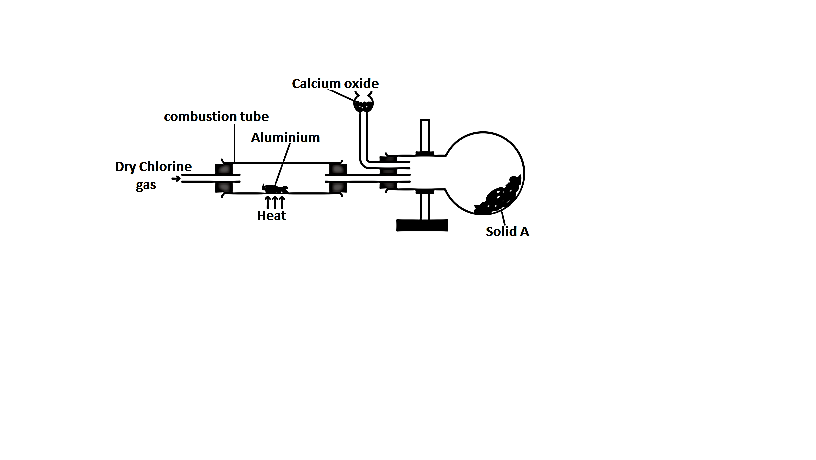 Calcium oxide
combustion tube
Aluminium
Dry Chlorine
gas
Heat
Solid A